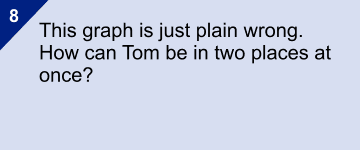 8
This graph is just plain wrong.
How can Tom be in two places at
once?